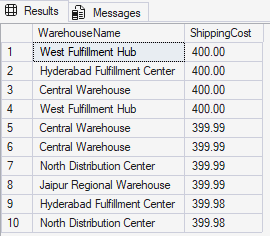 Results Messages
WarehouseName ShippingCost
1 West Fulfillment Hub 400.00
2 Hyderabad Fulfillment Center 400.00
3 Central Warehouse 400.00
4 West Fulfillment Hub 400.00
5 Central Warehouse 399.99
6 Central Warehouse 399.99
7 North Distribution Center 399.99
8 Jaipur Regional Warehouse 399.99
9 Hyderabad Fulfillment Center 399.98
10 North Distribution Center 399.98